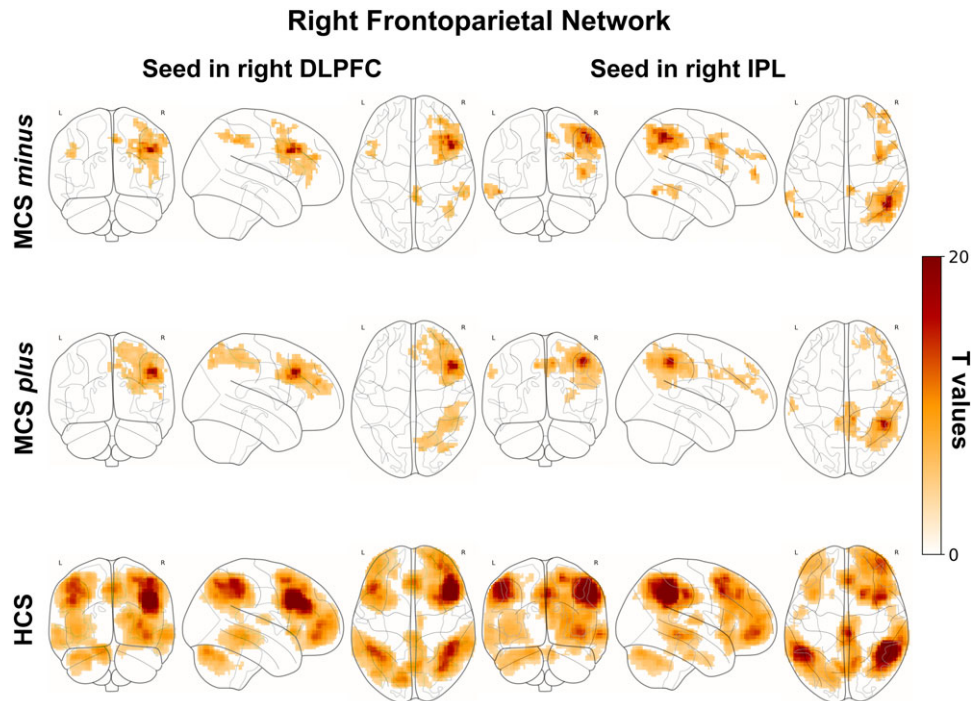 Right Frontoparietal Network
Seed in right DLPFC
Seed in right IPL
L R L R L R L R
MCS minus
L R L R L R L R
MCS plus
L R L R L R L R
HCS
20
T values
0